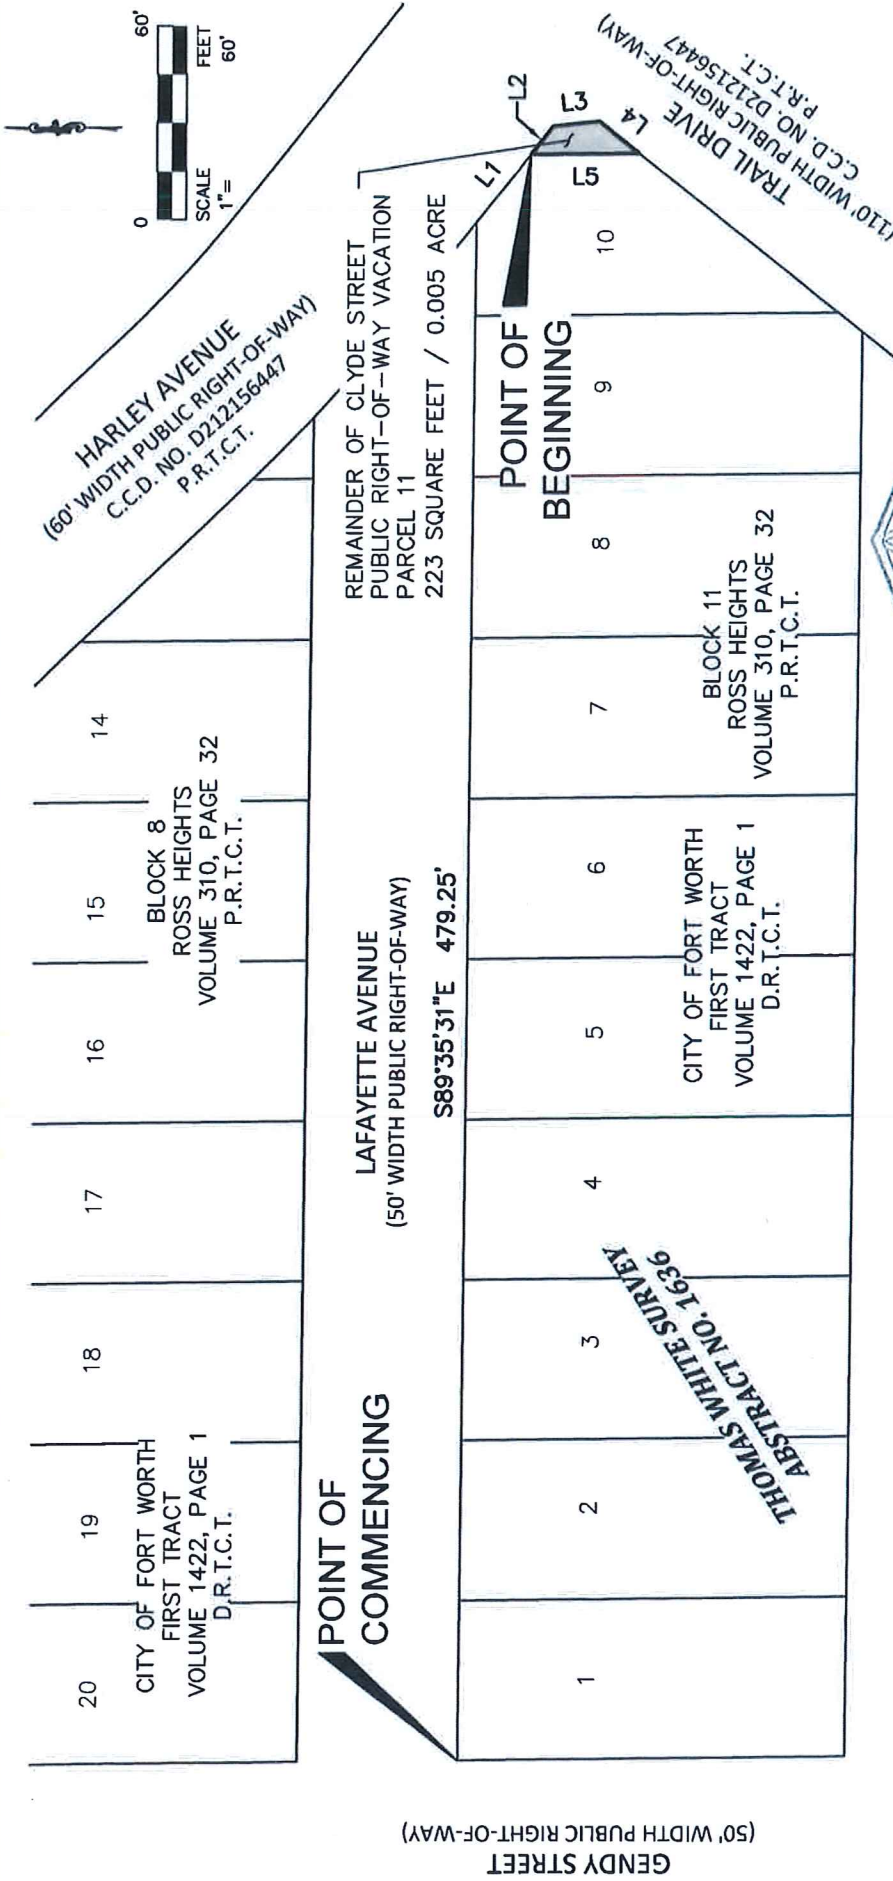 0
60'
SCALE
1"=
FEET
60'
HARLEY AVENUE
(60' WIDTH PUBLIC RIGHT-OF-WAY)
C.C.D. NO. D212156447
P.R.T.C.T.
14
15
16
17
18
19
20
BLOCK 8
ROSS HEIGHTS
VOLUME 310, PAGE 32
P.R.T.C.T.
CITY OF FORT WORTH
FIRST TRACT
VOLUME 1422, PAGE 1
D.R.T.C.T.
REMAINDER OF CLYDE STREET
PUBLIC RIGHT-OF-WAY VACATION
PARCEL 11
223 SQUARE FEET / 0.005 ACRE
L1
L2
L3
L4
L5
LAFAYETTE AVENUE
(50' WIDTH PUBLIC RIGHT-OF-WAY)
S89°35'31"E 479.25'
POINT OF
COMMENCING
POINT OF
BEGINNING
1
2
3
4
5
6
7
8
9
10
BLOCK 11
ROSS HEIGHTS
VOLUME 310, PAGE 32
P.R.T.C.T.
CITY OF FORT WORTH
FIRST TRACT
VOLUME 1422, PAGE 1
D.R.T.C.T.
THOMAS WHITE SURVEY
ABSTRACT NO. 1636
TRAIL DRIVE
(110' WIDTH PUBLIC RIGHT-OF-WAY)
C.C.D. NO. D212156447
P.R.T.C.T.
GENDY STREET
(50' WIDTH PUBLIC RIGHT-OF-WAY)